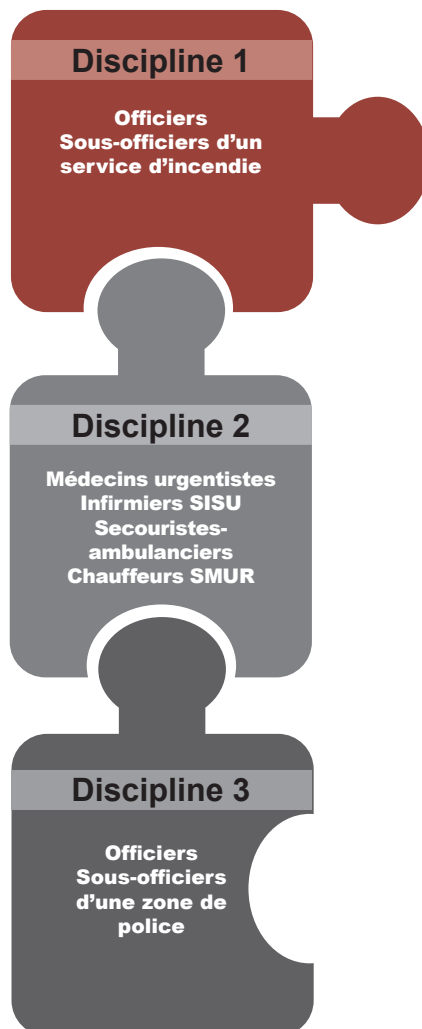 Discipline 1
Officiers
Sous-officiers d’un
service d’incendie
Discipline 2
Médecins urgentistes
Infirmiers SISU
Secouristes-
ambulanciers
Chauffeurs SMUR
Discipline 3
Officiers
Sous-officiers
d’une zone de
police